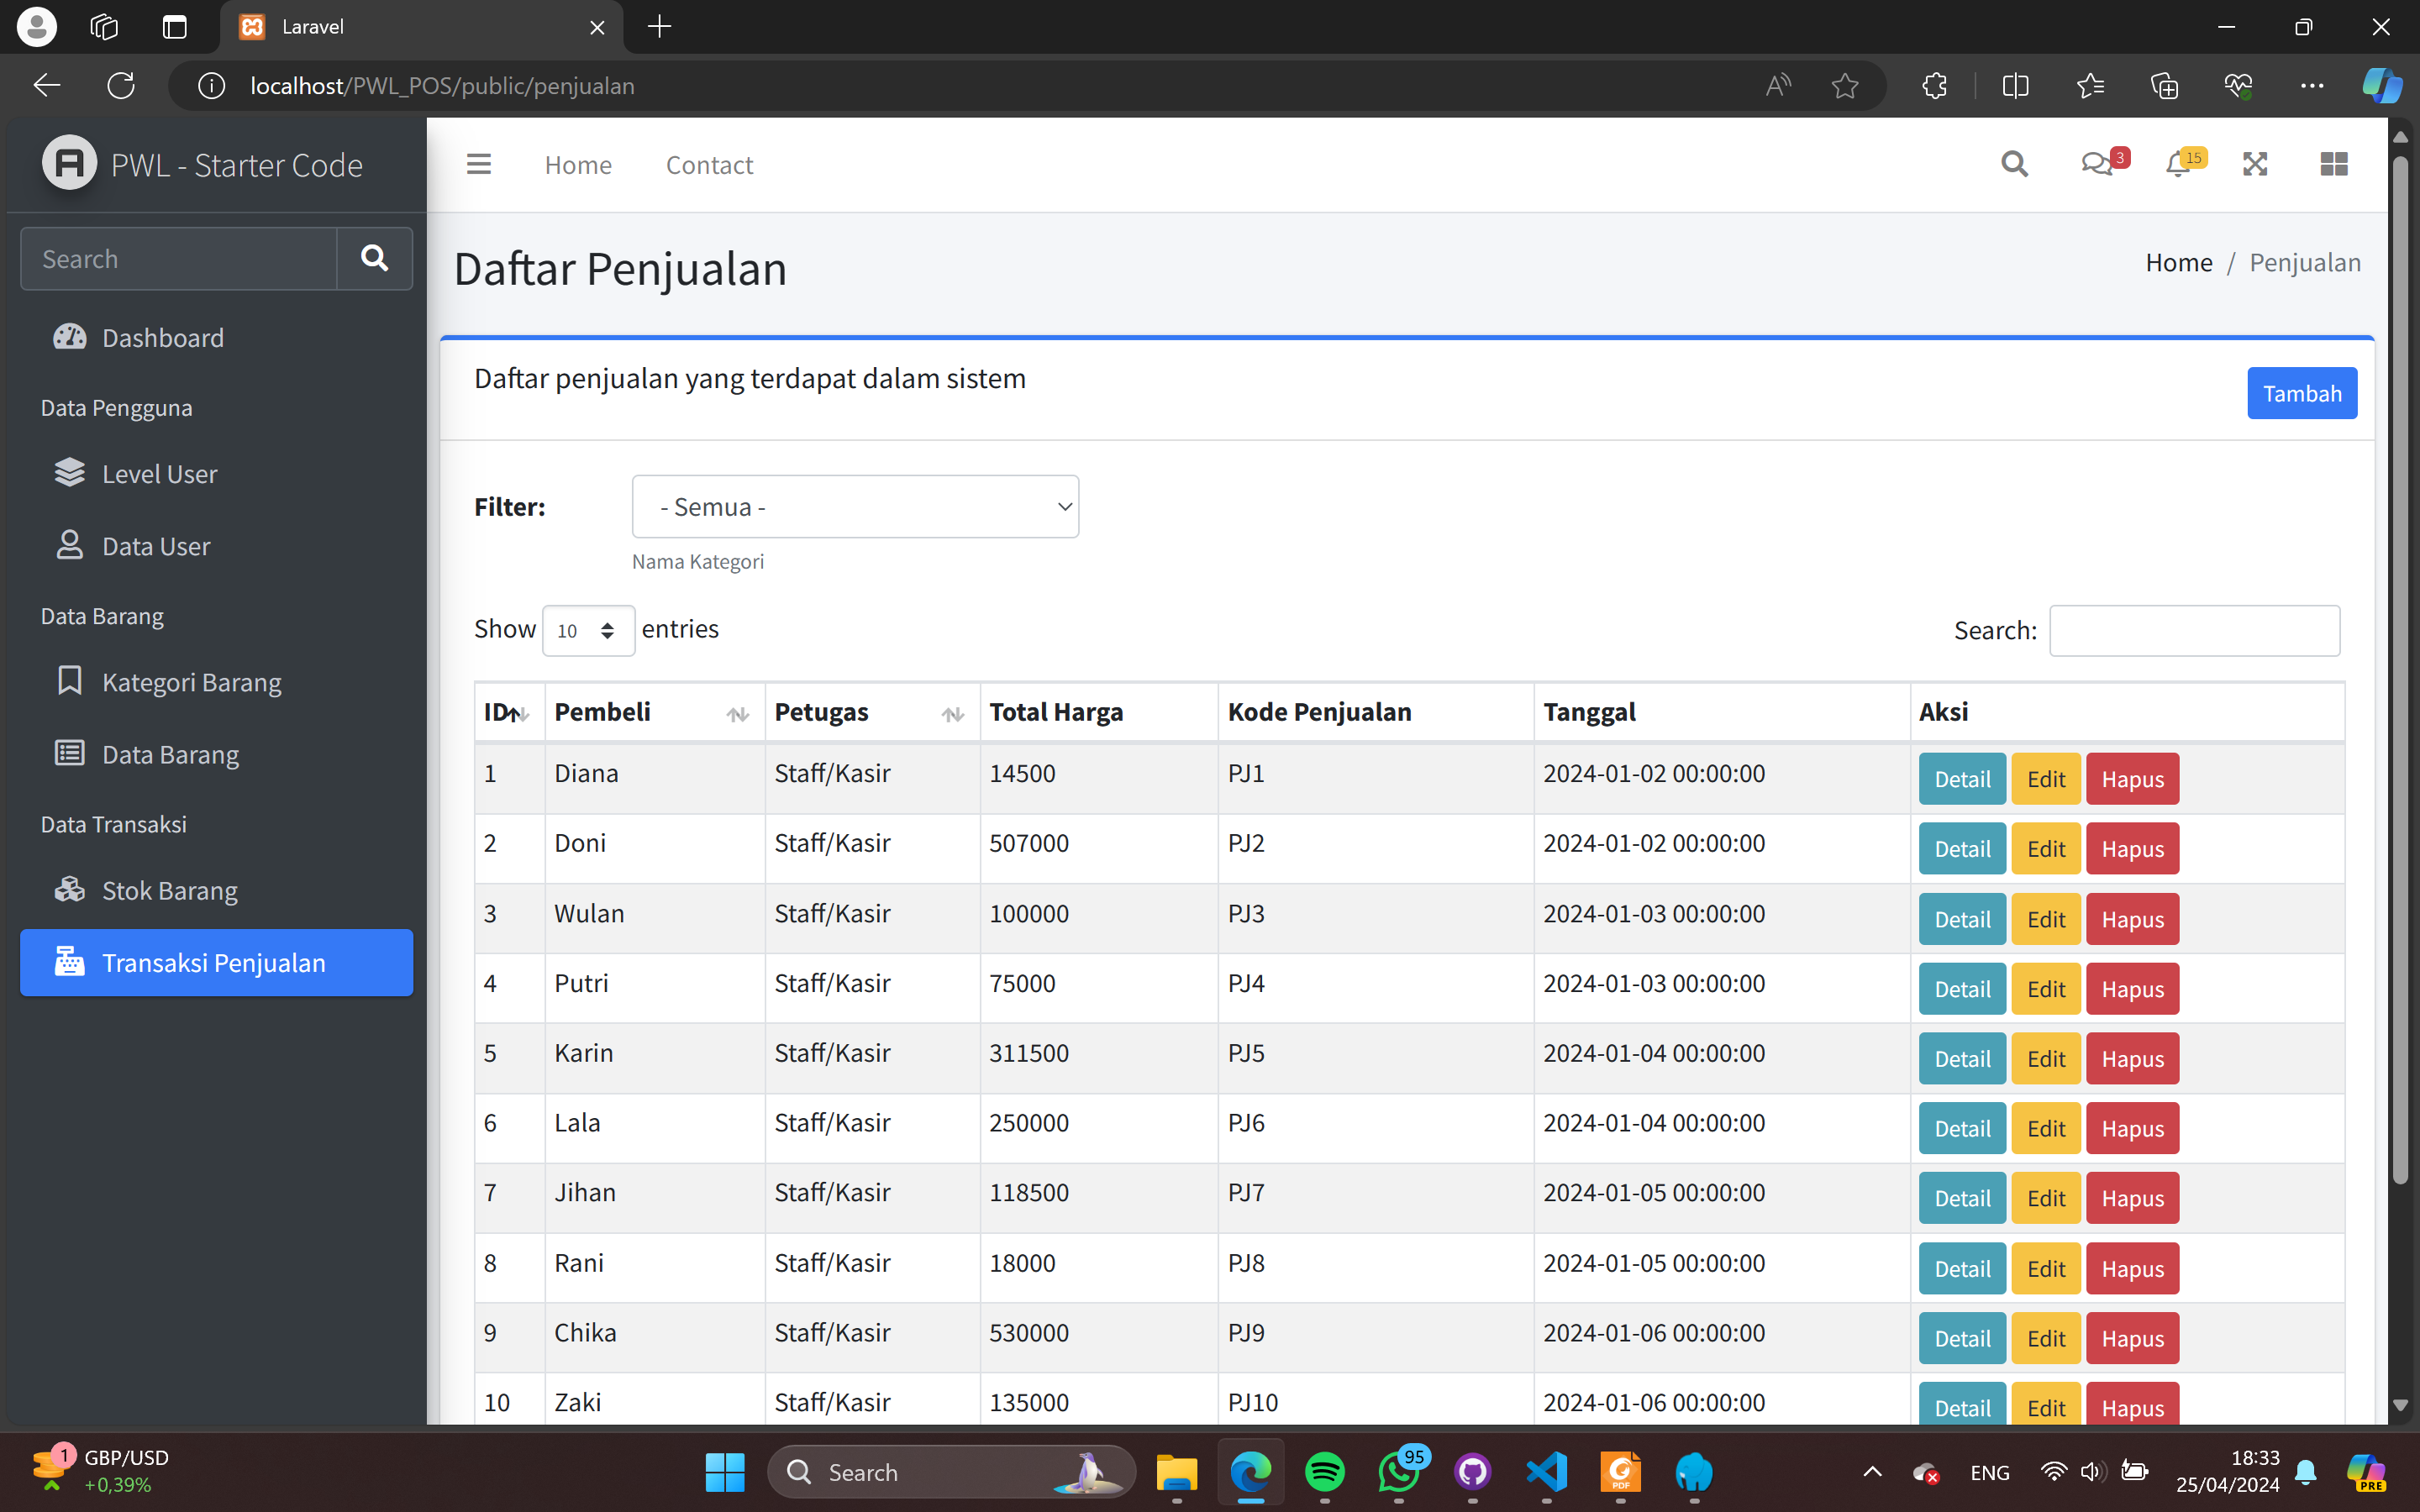 Laravel
localhost/PWL_POS/public/penjualan
PWL - Starter Code
Home Contact
3 15
Search
Daftar Penjualan
Home / Penjualan
Dashboard
Data Pengguna
Level User
Data User
Data Barang
Kategori Barang
Data Barang
Data Transaksi
Stok Barang
Transaksi Penjualan
Daftar penjualan yang terdapat dalam sistem
Tambah
Filter: - Semua -
Nama Kategori
Show 10 entries
Search:
ID Pembeli Petugas Total Harga Kode Penjualan Tanggal Aksi
1 Diana Staff/Kasir 14500 PJ1 2024-01-02 00:00:00 Detail Edit Hapus
2 Doni Staff/Kasir 507000 PJ2 2024-01-02 00:00:00 Detail Edit Hapus
3 Wulan Staff/Kasir 100000 PJ3 2024-01-03 00:00:00 Detail Edit Hapus
4 Putri Staff/Kasir 75000 PJ4 2024-01-03 00:00:00 Detail Edit Hapus
5 Karin Staff/Kasir 311500 PJ5 2024-01-04 00:00:00 Detail Edit Hapus
6 Lala Staff/Kasir 250000 PJ6 2024-01-04 00:00:00 Detail Edit Hapus
7 Jihan Staff/Kasir 118500 PJ7 2024-01-05 00:00:00 Detail Edit Hapus
8 Rani Staff/Kasir 18000 PJ8 2024-01-05 00:00:00 Detail Edit Hapus
9 Chika Staff/Kasir 530000 PJ9 2024-01-06 00:00:00 Detail Edit Hapus
10 Zaki Staff/Kasir 135000 PJ10 2024-01-06 00:00:00 Detail Edit Hapus
1 GBP/USD
+0,39%
Search
95
PDF
ENG
18:33
25/04/2024
PRE